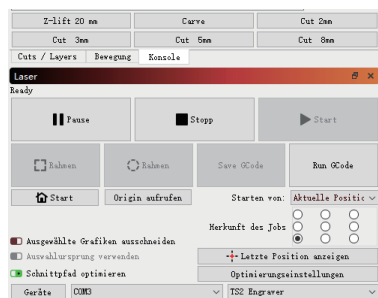 Z-lift 20 mm Carve Cut 2mm
Cut 3mm Cut 5mm Cut 8mm
Cuts / Layers Bewegung Konsole
Laser
Ready
Pause Stopp Start
Rahmen Rahmen Save GCode Run GCode
Start Origin aufrufen Starten von: Aktuelle Positic
Herkunft des Jobs
Ausgewählte Grafiken ausschneiden
Auswahlursprung verwenden Letzte Position anzeigen
Schnittpfad optimieren Optimierungseinstellungen
Geräte COM3 TS2 Engraver